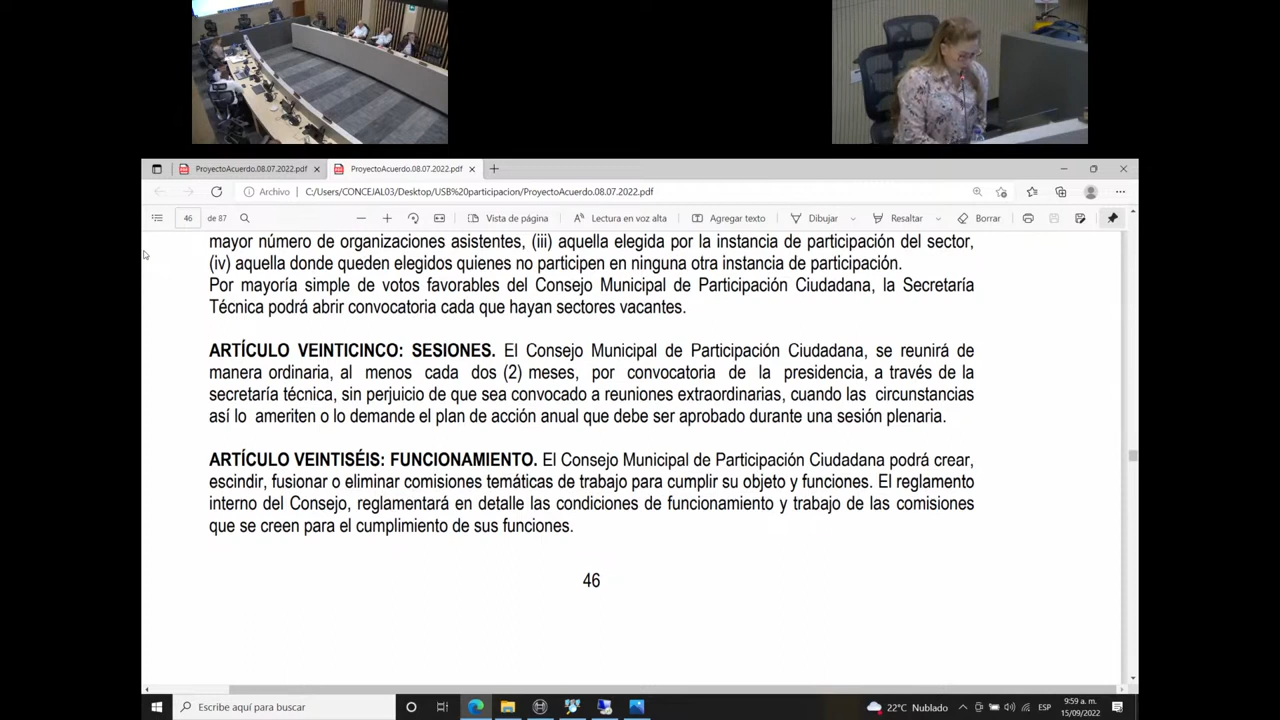 ProyectoAcuerdo.08.07.2022.pdf
ProyectoAcuerdo.08.07.2022.pdf
Archivo
C:/Users/CONCEJAL03/Desktop/USB%20participacion/ProyectoAcuerdo.08.07.2022.pdf
46 de 87
Vista de página
Lectura en voz alta
Agregar texto
Dibujar
Resaltar
Borrar
mayor número de organizaciones asistentes, (iii) aquella elegida por la instancia de participación del sector,
(iv) aquella donde queden elegidos quienes no participen en ninguna otra instancia de participación.
Por mayoría simple de votos favorables del Consejo Municipal de Participación Ciudadana, la Secretaría
Técnica podrá abrir convocatoria cada que hayan sectores vacantes.
ARTÍCULO VEINTICINCO: SESIONES. El Consejo Municipal de Participación Ciudadana, se reunirá de
manera ordinaria, al menos cada dos (2) meses, por convocatoria de la presidencia, a través de la
secretaría técnica, sin perjuicio de que sea convocado a reuniones extraordinarias, cuando las circunstancias
así lo ameriten o lo demande el plan de acción anual que debe ser aprobado durante una sesión plenaria.
ARTÍCULO VEINTISÉIS: FUNCIONAMIENTO. El Consejo Municipal de Participación Ciudadana podrá crear,
escindir, fusionar o eliminar comisiones temáticas de trabajo para cumplir su objeto y funciones. El reglamento
interno del Consejo, reglamentará en detalle las condiciones de funcionamiento y trabajo de las comisiones
que se creen para el cumplimiento de sus funciones.
46
Escribe aquí para buscar
22°C Nublado
ESP
9:59 a. m.
15/09/2022